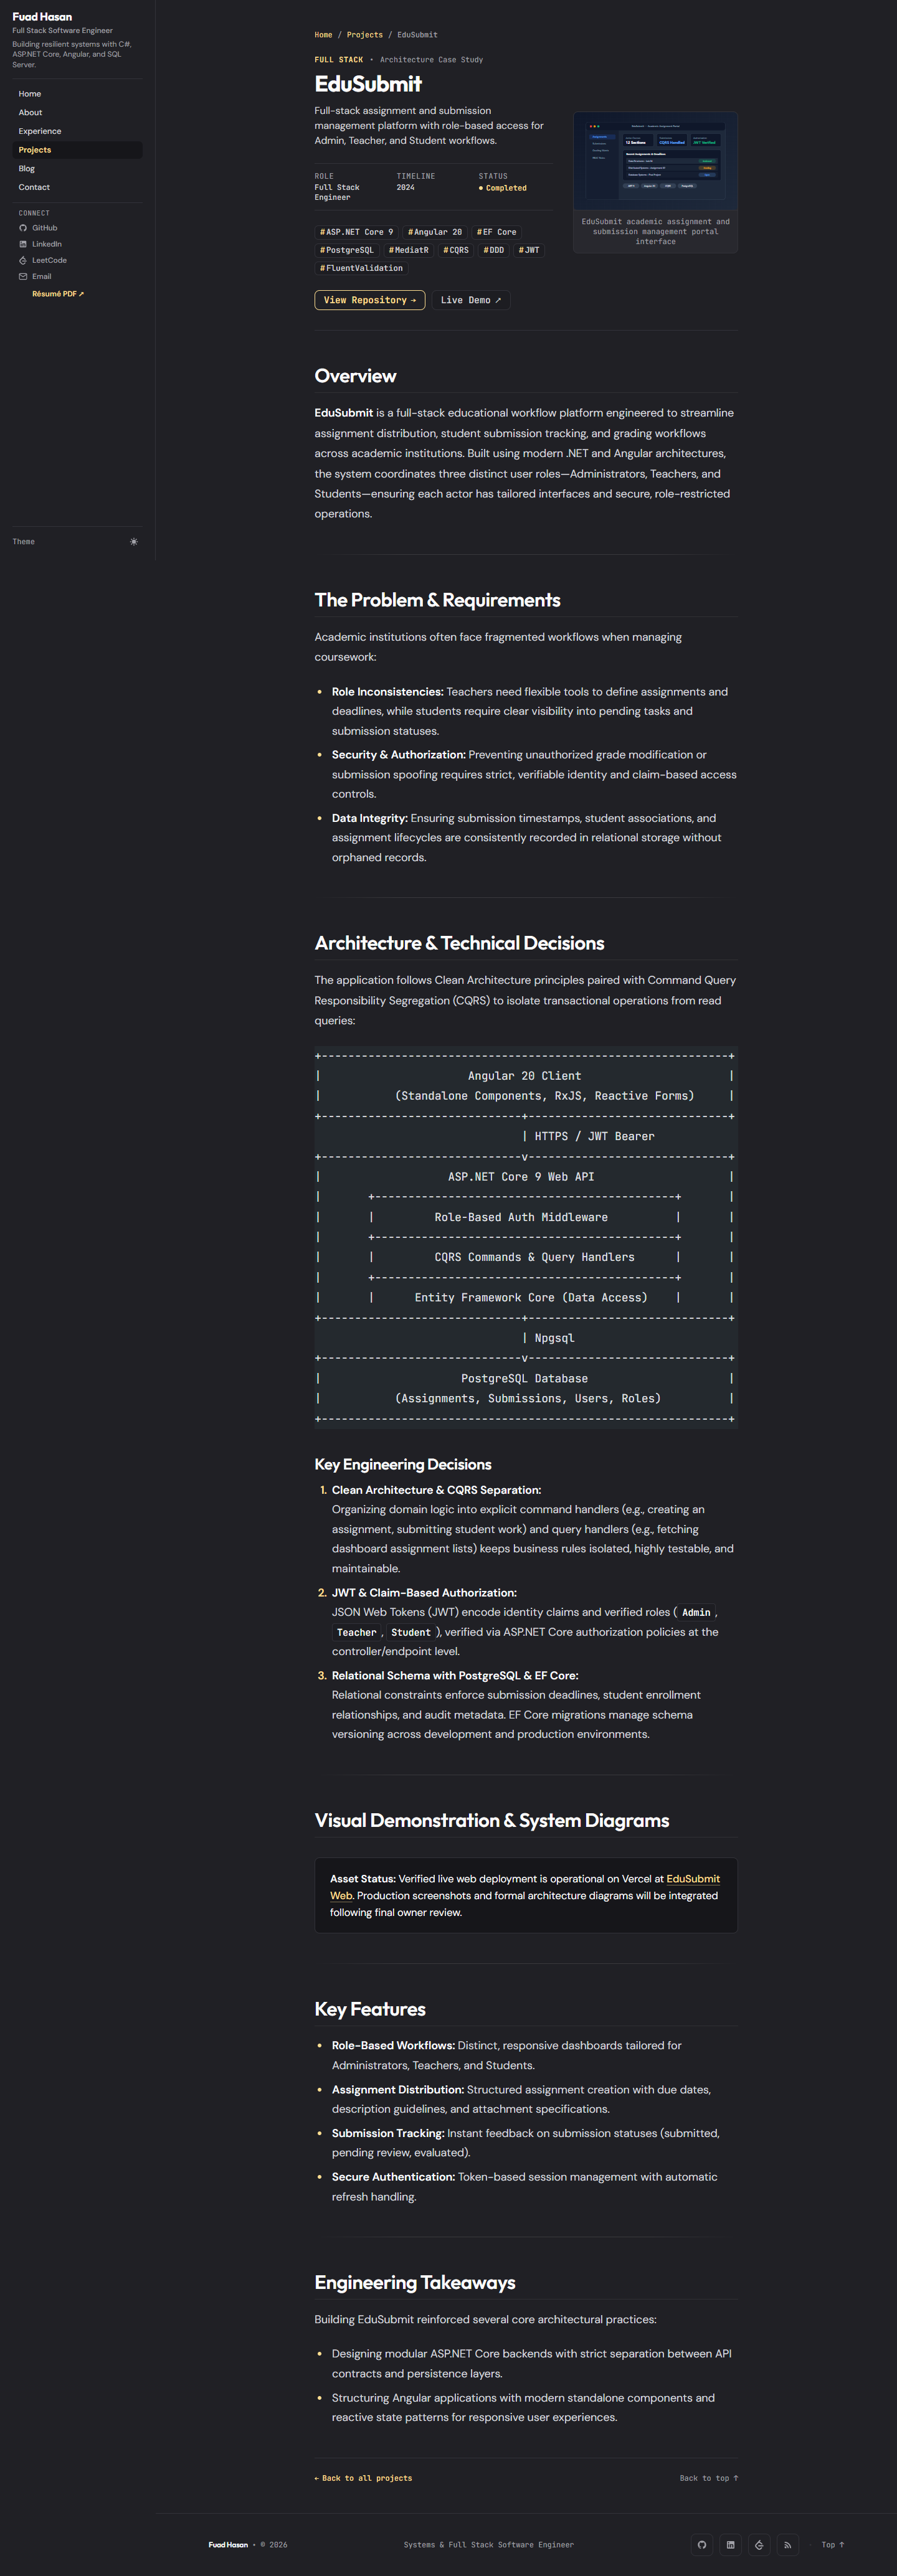 Fuad Hasan
Full Stack Software Engineer
Building resilient systems with C#,
ASP.NET Core, Angular, and SQL
Server.
Home
About
Experience
Projects
Blog
Contact
CONNECT
GitHub
LinkedIn
LeetCode
Email
Résumé PDF ↗
Theme
Home / Projects / EduSubmit
FULL STACK • Architecture Case Study
EduSubmit
Full-stack assignment and submission
management platform with role-based access for
Admin, Teacher, and Student workflows.
ROLE
Full Stack
Engineer
TIMELINE
2024
STATUS
Completed
#ASP.NET Core 9 #Angular 20 #EF Core
#PostgreSQL #MediatR #CQRS #DDD #JWT
#FluentValidation
View Repository → Live Demo ↗
EduSubmit academic assignment and
submission management portal
interface
Overview
EduSubmit is a full-stack educational workflow platform engineered to streamline
assignment distribution, student submission tracking, and grading workflows
across academic institutions. Built using modern .NET and Angular architectures,
the system coordinates three distinct user roles—Administrators, Teachers, and
Students—ensuring each actor has tailored interfaces and secure, role-restricted
operations.
The Problem & Requirements
Academic institutions often face fragmented workflows when managing
coursework:
• Role Inconsistencies: Teachers need flexible tools to define assignments and
deadlines, while students require clear visibility into pending tasks and
submission statuses.
• Security & Authorization: Preventing unauthorized grade modification or
submission spoofing requires strict, verifiable identity and claim-based access
controls.
• Data Integrity: Ensuring submission timestamps, student associations, and
assignment lifecycles are consistently recorded in relational storage without
orphaned records.
Architecture & Technical Decisions
The application follows Clean Architecture principles paired with Command Query
Responsibility Segregation (CQRS) to isolate transactional operations from read
queries:
Angular 20 Client
(Standalone Components, RxJS, Reactive Forms)
| HTTPS / JWT Bearer
v
ASP.NET Core 9 Web API
Role-Based Auth Middleware
CQRS Commands & Query Handlers
Entity Framework Core (Data Access)
| Npgsql
v
PostgreSQL Database
(Assignments, Submissions, Users, Roles)
Key Engineering Decisions
1. Clean Architecture & CQRS Separation:
Organizing domain logic into explicit command handlers (e.g., creating an
assignment, submitting student work) and query handlers (e.g., fetching
dashboard assignment lists) keeps business rules isolated, highly testable, and
maintainable.
2. JWT & Claim-Based Authorization:
JSON Web Tokens (JWT) encode identity claims and verified roles ( Admin ,
Teacher , Student ), verified via ASP.NET Core authorization policies at the
controller/endpoint level.
3. Relational Schema with PostgreSQL & EF Core:
Relational constraints enforce submission deadlines, student enrollment
relationships, and audit metadata. EF Core migrations manage schema
versioning across development and production environments.
Visual Demonstration & System Diagrams
Asset Status: Verified live web deployment is operational on Vercel at EduSubmit
Web. Production screenshots and formal architecture diagrams will be integrated
following final owner review.
Key Features
• Role-Based Workflows: Distinct, responsive dashboards tailored for
Administrators, Teachers, and Students.
• Assignment Distribution: Structured assignment creation with due dates,
description guidelines, and attachment specifications.
• Submission Tracking: Instant feedback on submission statuses (submitted,
pending review, evaluated).
• Secure Authentication: Token-based session management with automatic
refresh handling.
Engineering Takeaways
Building EduSubmit reinforced several core architectural practices:
• Designing modular ASP.NET Core backends with strict separation between API
contracts and persistence layers.
• Structuring Angular applications with modern standalone components and
reactive state patterns for responsive user experiences.
← Back to all projects
Back to top ↑
Fuad Hasan • © 2026
Systems & Full Stack Software Engineer
Top ↑